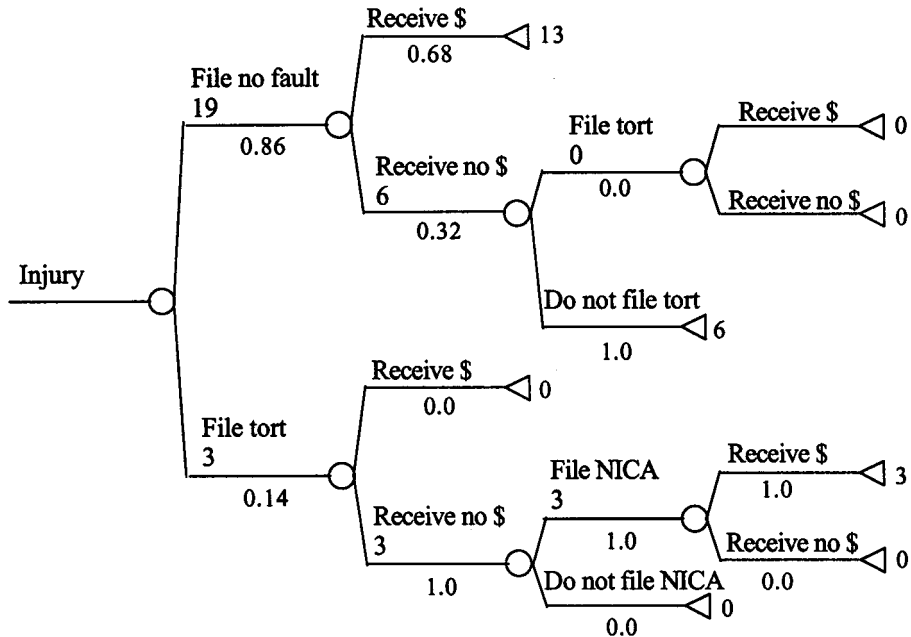 Receive $
13
0.68
File no fault
19
0.86
Receive no $
6
0.32
File tort
0
0.0
Receive $
0
Receive no $
0
Do not file tort
6
1.0
Injury
File tort
3
0.14
Receive $
0
0.0
Receive no $
3
1.0
File NICA
3
1.0
Receive $
3
1.0
Receive no $
0
0.0
Do not file NICA
0
0.0